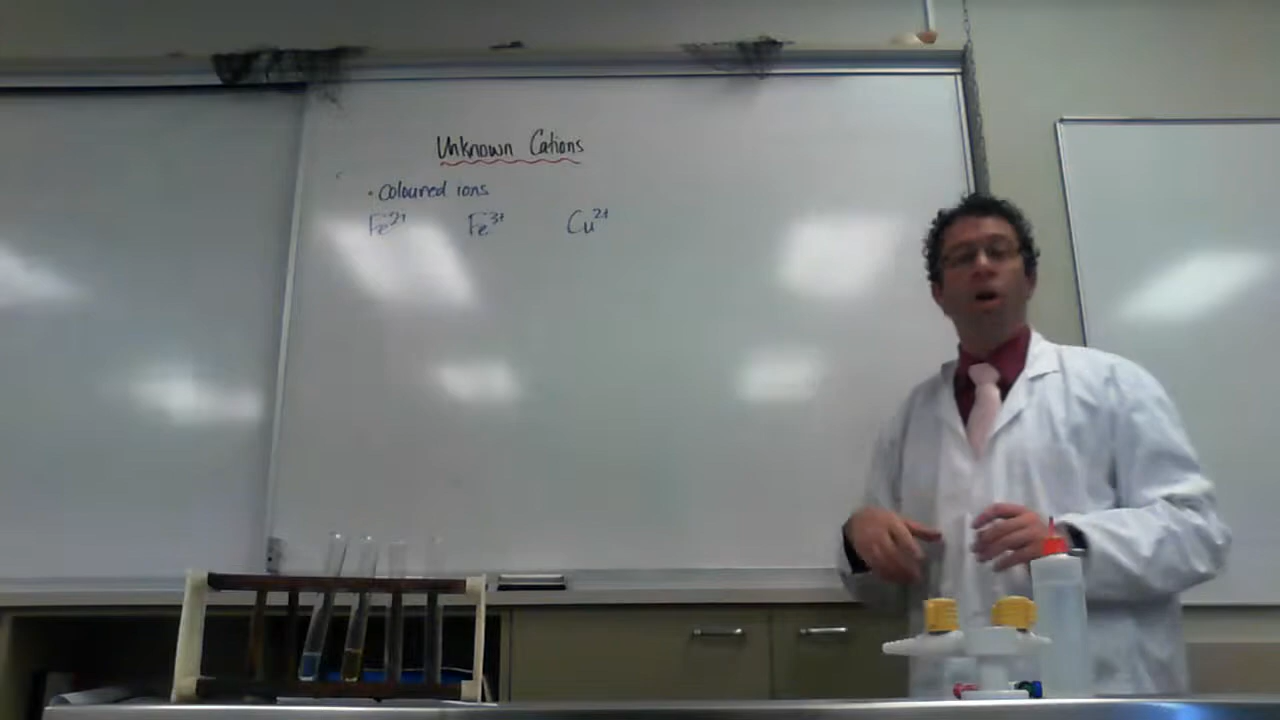 Unknown Cations
• Coloured ions
Fe²⁺ Fe³⁺ Cu²⁺